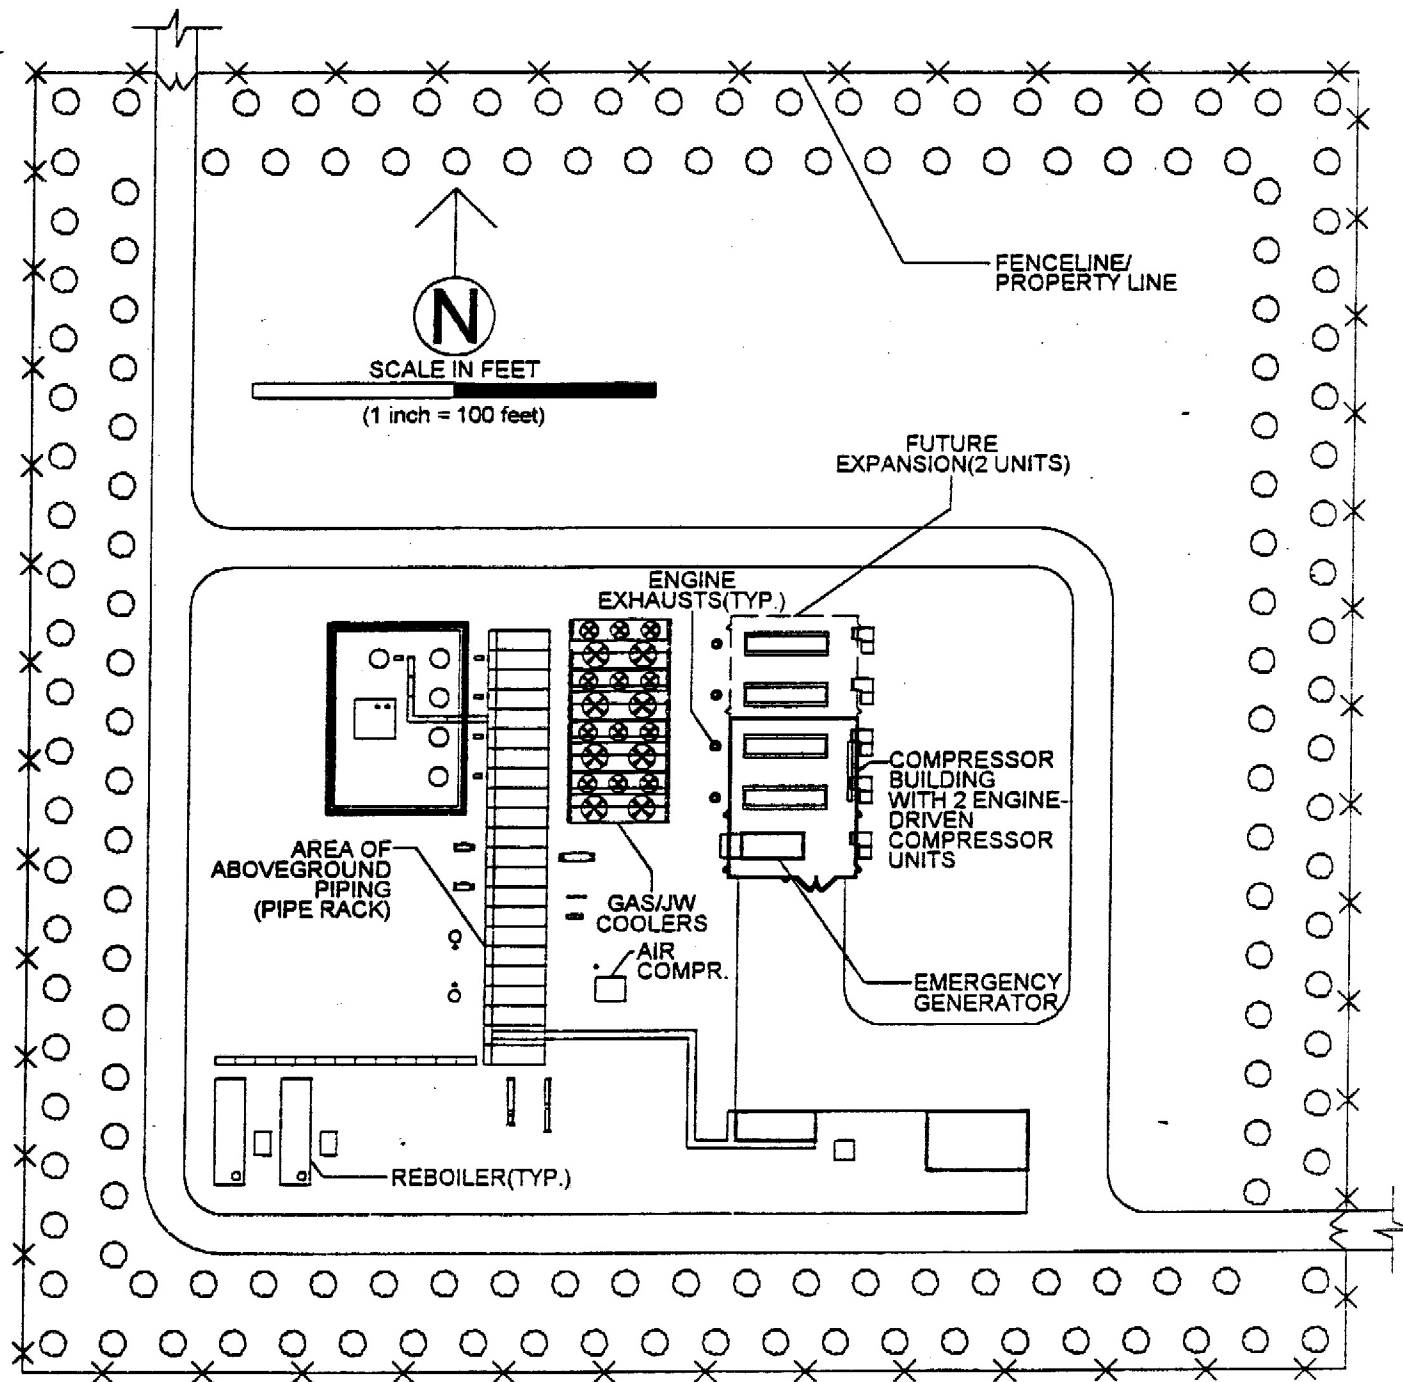 FENCELINE/
PROPERTY LINE
N
SCALE IN FEET
(1 inch = 100 feet)
FUTURE
EXPANSION(2 UNITS)
ENGINE
EXHAUSTS(TYP.)
COMPRESSOR
BUILDING
WITH 2 ENGINE-
DRIVEN
COMPRESSOR
UNITS
AREA OF
ABOVEGROUND
PIPING
(PIPE RACK)
GAS/JW
COOLERS
AIR
COMPR.
EMERGENCY
GENERATOR
REBOILER(TYP.)